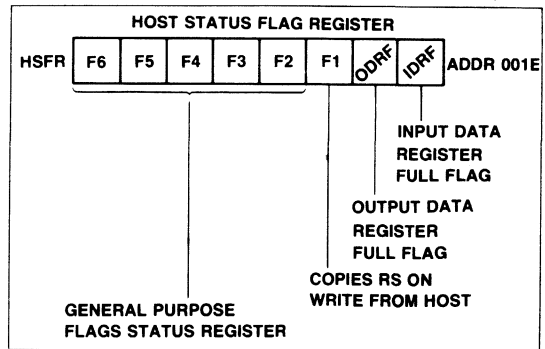 HOST STATUS FLAG REGISTER
HSFR F6 F5 F4 F3 F2 F1 ODRF IDRF ADDR 001E
INPUT DATA
REGISTER
FULL FLAG
OUTPUT DATA
REGISTER
FULL FLAG
COPIES RS ON
WRITE FROM HOST
GENERAL PURPOSE
FLAGS STATUS REGISTER